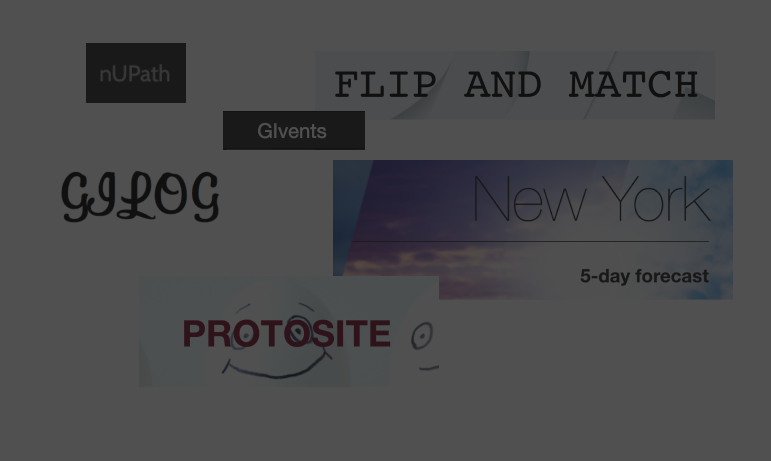 nUPath
FLIP AND MATCH
GIvents
GILOG
New York
5-day forecast
PROTOSITE